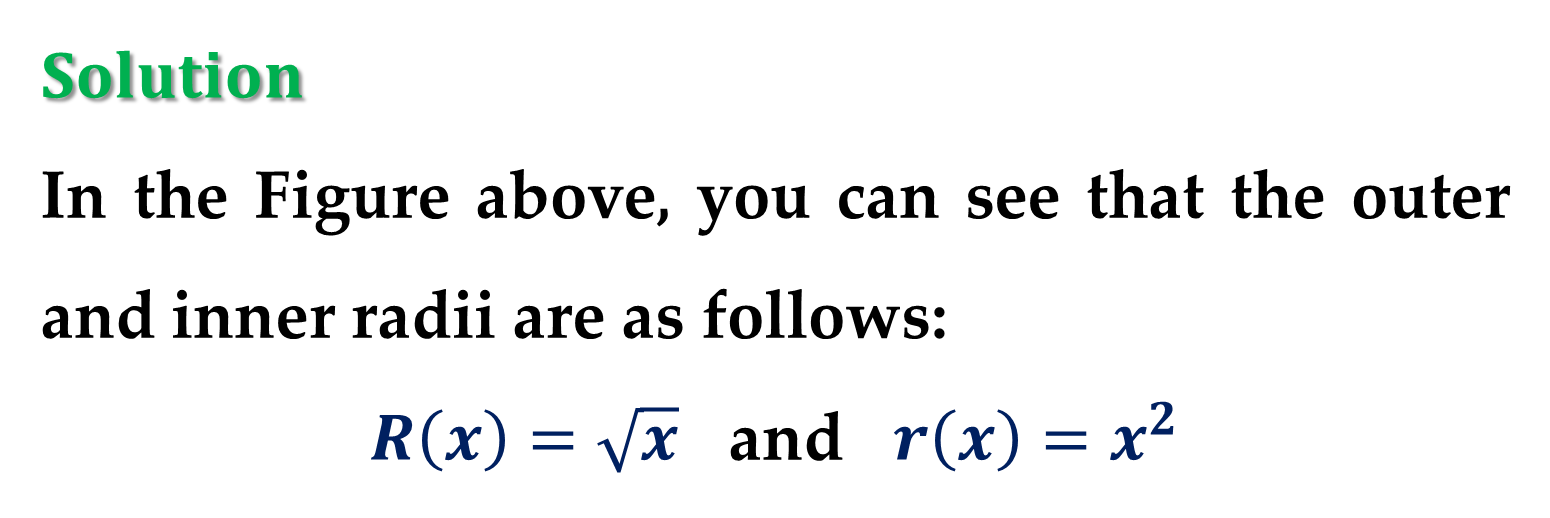 Solution
In the Figure above, you can see that the outer
and inner radii are as follows:
R(x) = √x and r(x) = x²